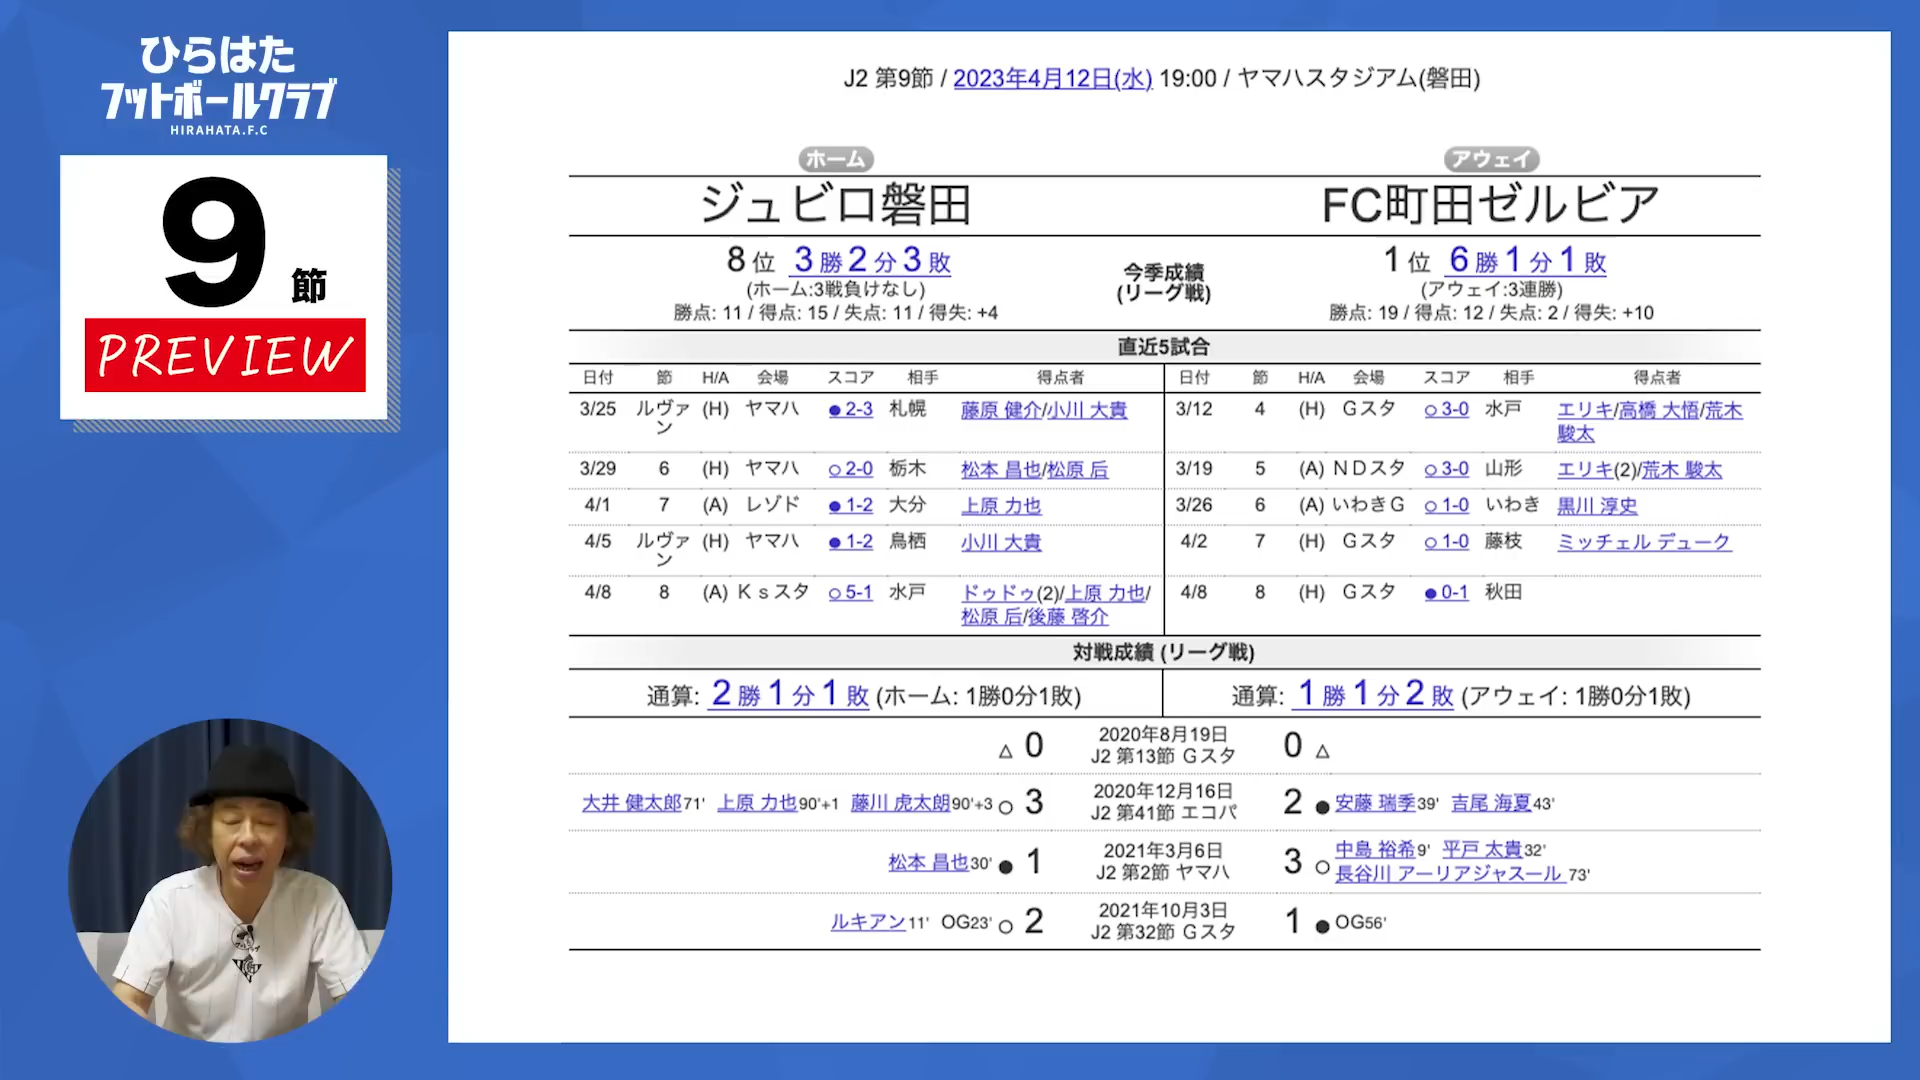 ひらはた
フットボールクラブ
HIRAHATA.F.C
9節
PREVIEW
J2 第9節 / 2023年4月12日(水) 19:00 / ヤマハスタジアム(磐田)
ホーム アウェイ
ジュビロ磐田 FC町田ゼルビア
8位 3勝2分3敗 今季成績 1位 6勝1分1敗
(ホーム:3戦負けなし) (リーグ戦) (アウェイ:3連勝)
勝点: 11 / 得点: 15 / 失点: 11 / 得失: +4 勝点: 19 / 得点: 12 / 失点: 2 / 得失: +10
直近5試合
日付 節 H/A 会場 スコア 相手 得点者 日付 節 H/A 会場 スコア 相手 得点者
3/25 ルヴァン (H) ヤマハ ●2-3 札幌 藤原 健介/小川 大貴 3/12 4 (H) Gスタ ○3-0 水戸 エリキ/高橋 大悟/荒木 駿太
3/29 6 (H) ヤマハ ○2-0 栃木 松本 昌也/松原 后 3/19 5 (A) NDスタ ○3-0 山形 エリキ(2)/荒木 駿太
4/1 7 (A) レゾド ●1-2 大分 上原 力也 3/26 6 (A) いわきG ○1-0 いわき 黒川 淳史
4/5 ルヴァン (H) ヤマハ ●1-2 鳥栖 小川 大貴 4/2 7 (H) Gスタ ○1-0 藤枝 ミッチェル デューク
4/8 8 (A) Ksスタ ○5-1 水戸 ドゥドゥ(2)/上原 力也/松原 后/後藤 啓介 4/8 8 (H) Gスタ ●0-1 秋田
対戦成績 (リーグ戦)
通算: 2勝1分1敗 (ホーム: 1勝0分1敗) 通算: 1勝1分2敗 (アウェイ: 1勝0分1敗)
△ 0 2020年8月19日 J2 第13節 Gスタ 0 △
大井 健太郎71' 上原 力也90'+1 藤川 虎太朗90'+3 ○ 3 2020年12月16日 J2 第41節 エコパ 2 ● 安藤 瑞季39' 吉尾 海夏43'
松本 昌也30' ● 1 2021年3月6日 J2 第2節 ヤマハ 3 ○ 中島 裕希9' 平戸 太貴32' 長谷川 アーリアジャスール 73'
ルキアン11' OG23' ○ 2 2021年10月3日 J2 第32節 Gスタ 1 ● OG56'